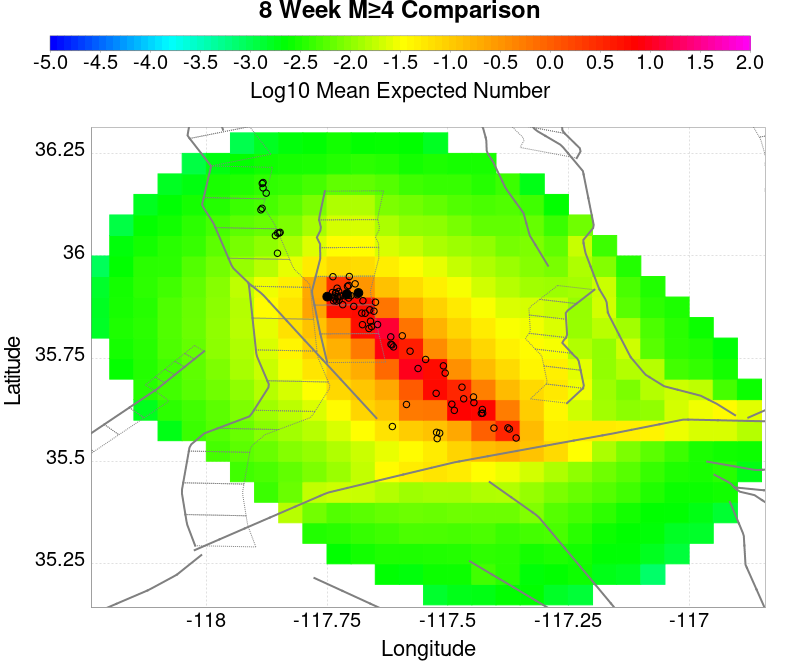 8 Week M≥4 Comparison
-5.0 -4.5 -4.0 -3.5 -3.0 -2.5 -2.0 -1.5 -1.0 -0.5 0.0 0.5 1.0 1.5 2.0
Log10 Mean Expected Number
36.25
36
35.75
35.5
35.25
Latitude
-118 -117.75 -117.5 -117.25 -117
Longitude